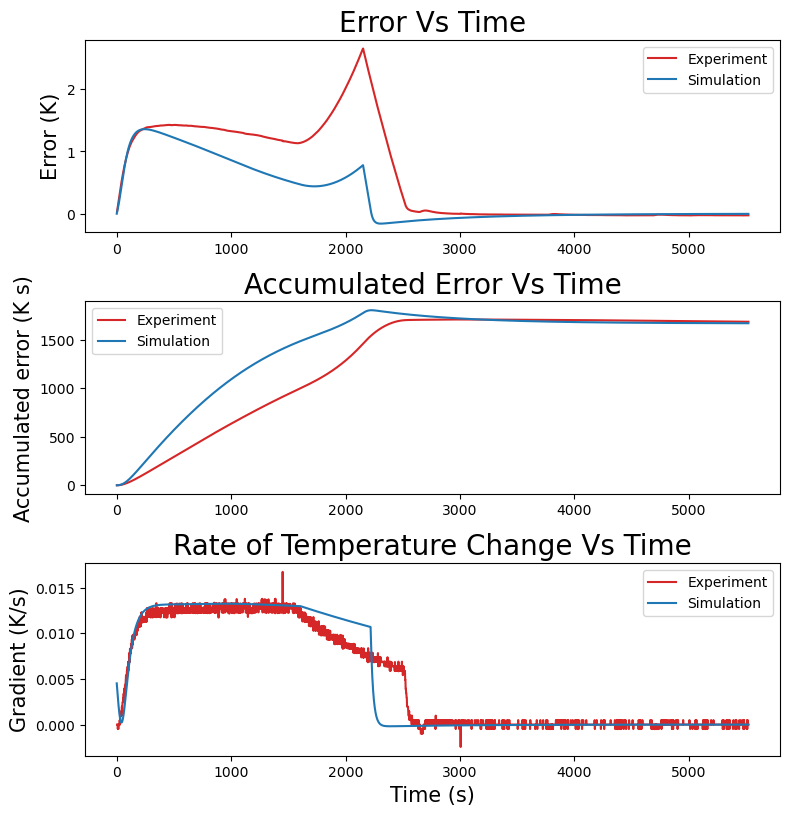 Error Vs Time
Error (K)
2
1
0
Experiment
Simulation
0 1000 2000 3000 4000 5000
Accumulated Error Vs Time
Accumulated error (K s)
1500
1000
500
0
Experiment
Simulation
0 1000 2000 3000 4000 5000
Rate of Temperature Change Vs Time
Gradient (K/s)
0.015
0.010
0.005
0.000
Experiment
Simulation
0 1000 2000 3000 4000 5000
Time (s)